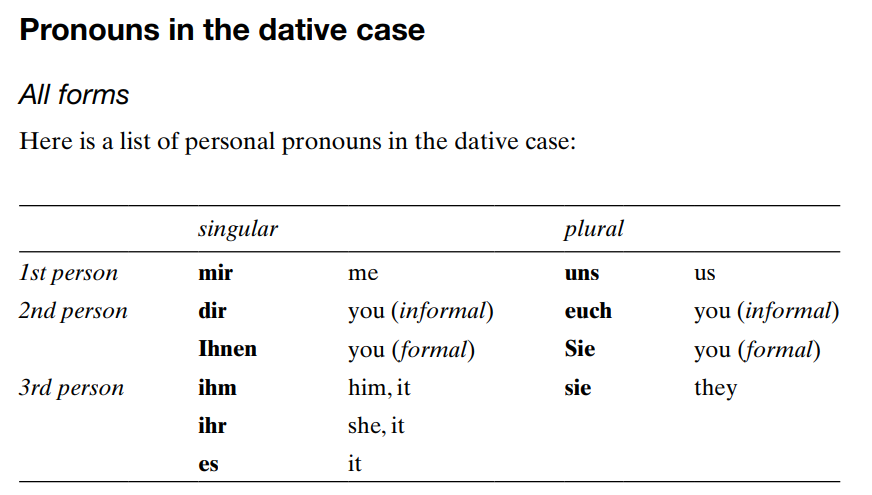 Pronouns in the dative case
All forms
Here is a list of personal pronouns in the dative case:
singular plural
1st person mir me uns us
2nd person dir you (informal) euch you (informal)
Ihnen you (formal) Sie you (formal)
3rd person ihm him, it sie they
ihr she, it
es it